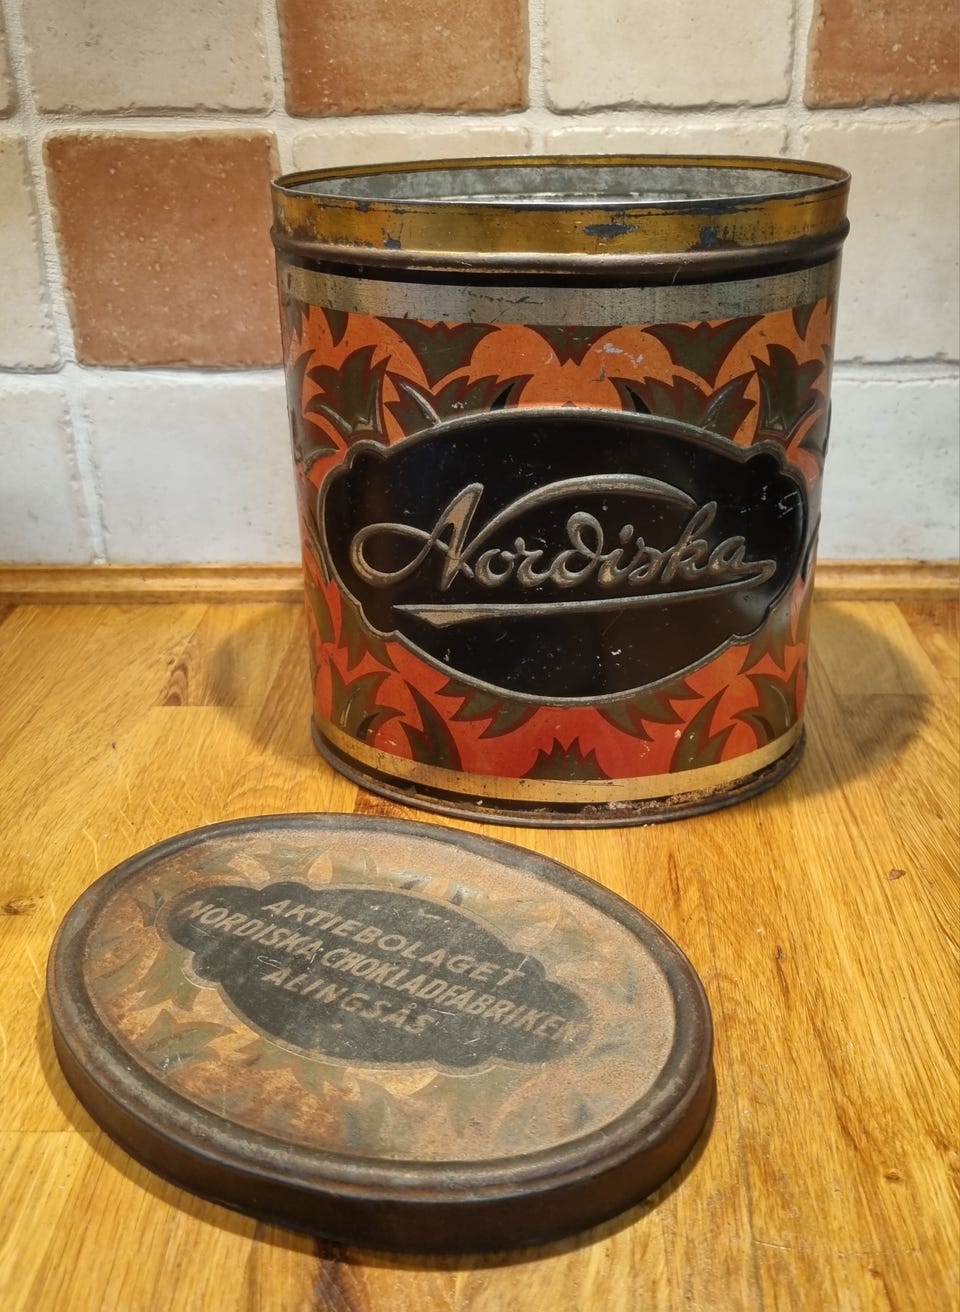 Nordiska
AKTIEBOLAGET
NORDISKA CHOKLADFABRIKEN
ALINGSÅS